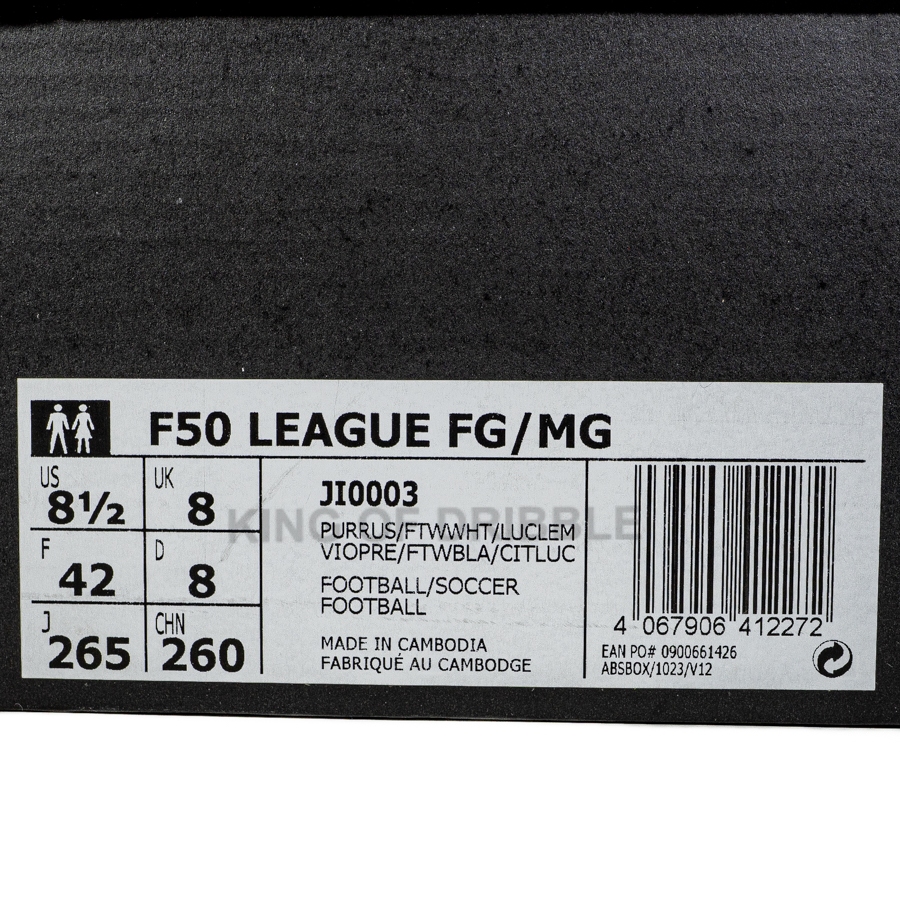 F50 LEAGUE FG/MG
US
8½
UK
8
F
42
D
8
J
265
CHN
260
JI0003
PURRUS/FTWWHT/LUCLEM
VIOPRE/FTWBLA/CITLUC
FOOTBALL/SOCCER
FOOTBALL
MADE IN CAMBODIA
FABRIQUÉ AU CAMBODGE
KING OF DRIBBLE
4 067906 412272
EAN PO# 0900661426
ABSBOX/1023/V12